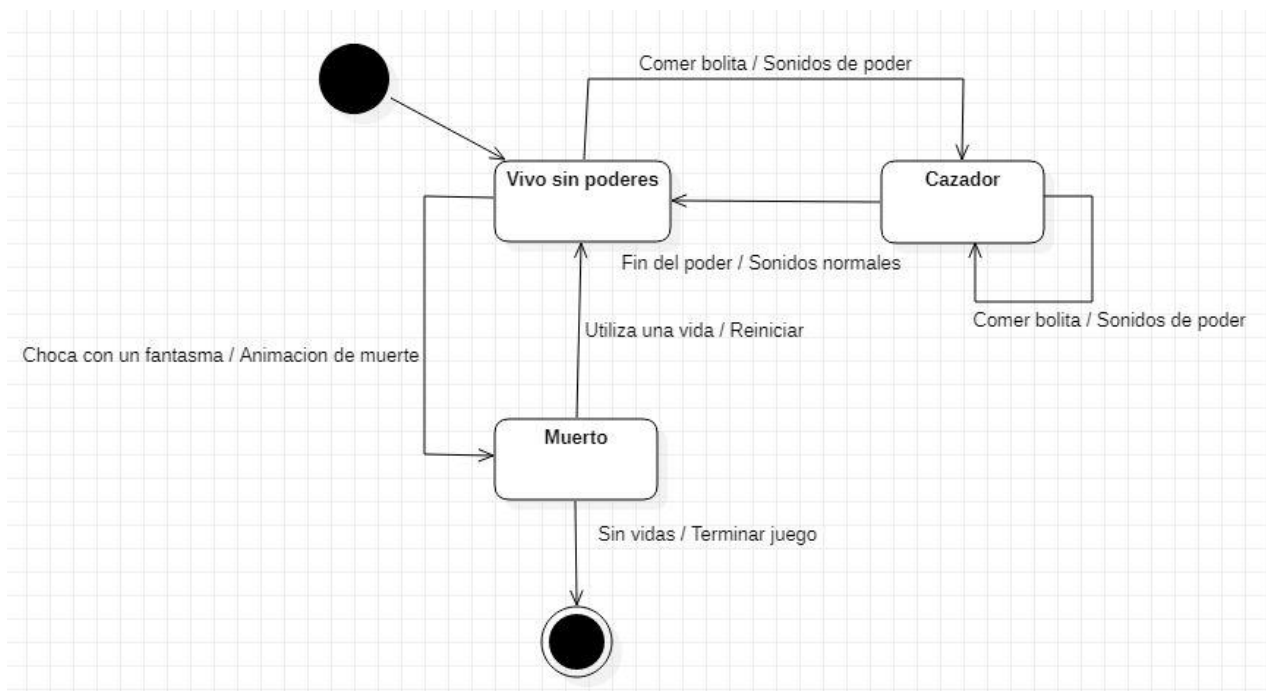 Comer bolita / Sonidos de poder
Vivo sin poderes
Cazador
Fin del poder / Sonidos normales
Comer bolita / Sonidos de poder
Utiliza una vida / Reiniciar
Choca con un fantasma / Animacion de muerte
Muerto
Sin vidas / Terminar juego